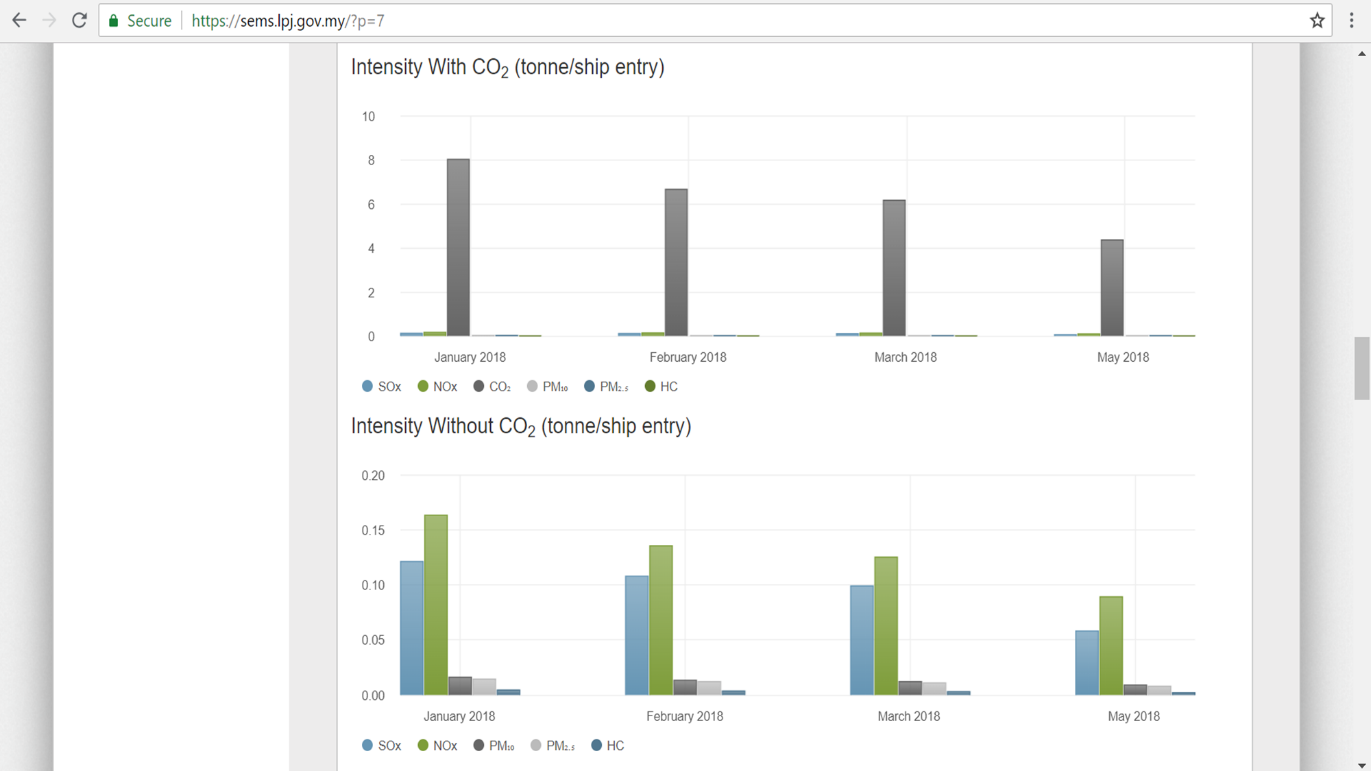 Secure https://sems.lpj.gov.my/?p=7
Intensity With CO₂ (tonne/ship entry)
10
8
6
4
2
0
January 2018 February 2018 March 2018 May 2018
SOx NOx CO₂ PM₁₀ PM₂.₅ HC
Intensity Without CO₂ (tonne/ship entry)
0.20
0.15
0.10
0.05
0.00
January 2018 February 2018 March 2018 May 2018
SOx NOx PM₁₀ PM₂.₅ HC